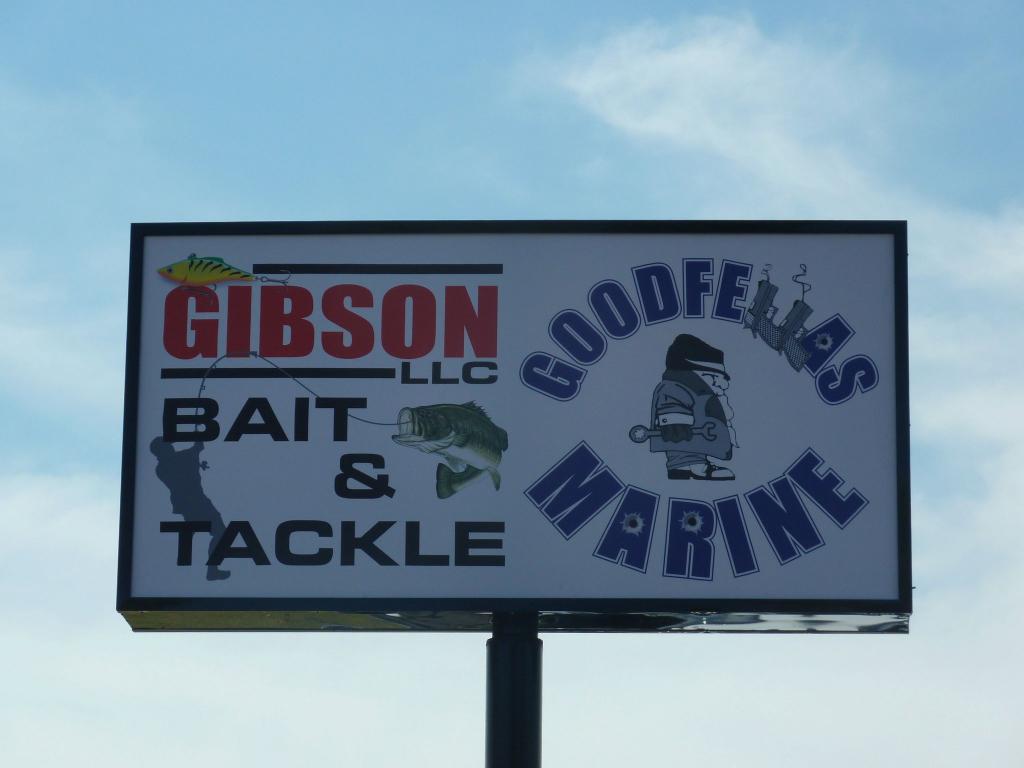 GIBSON
LLC
BAIT
&
TACKLE
GOODFELLAS
MARINE